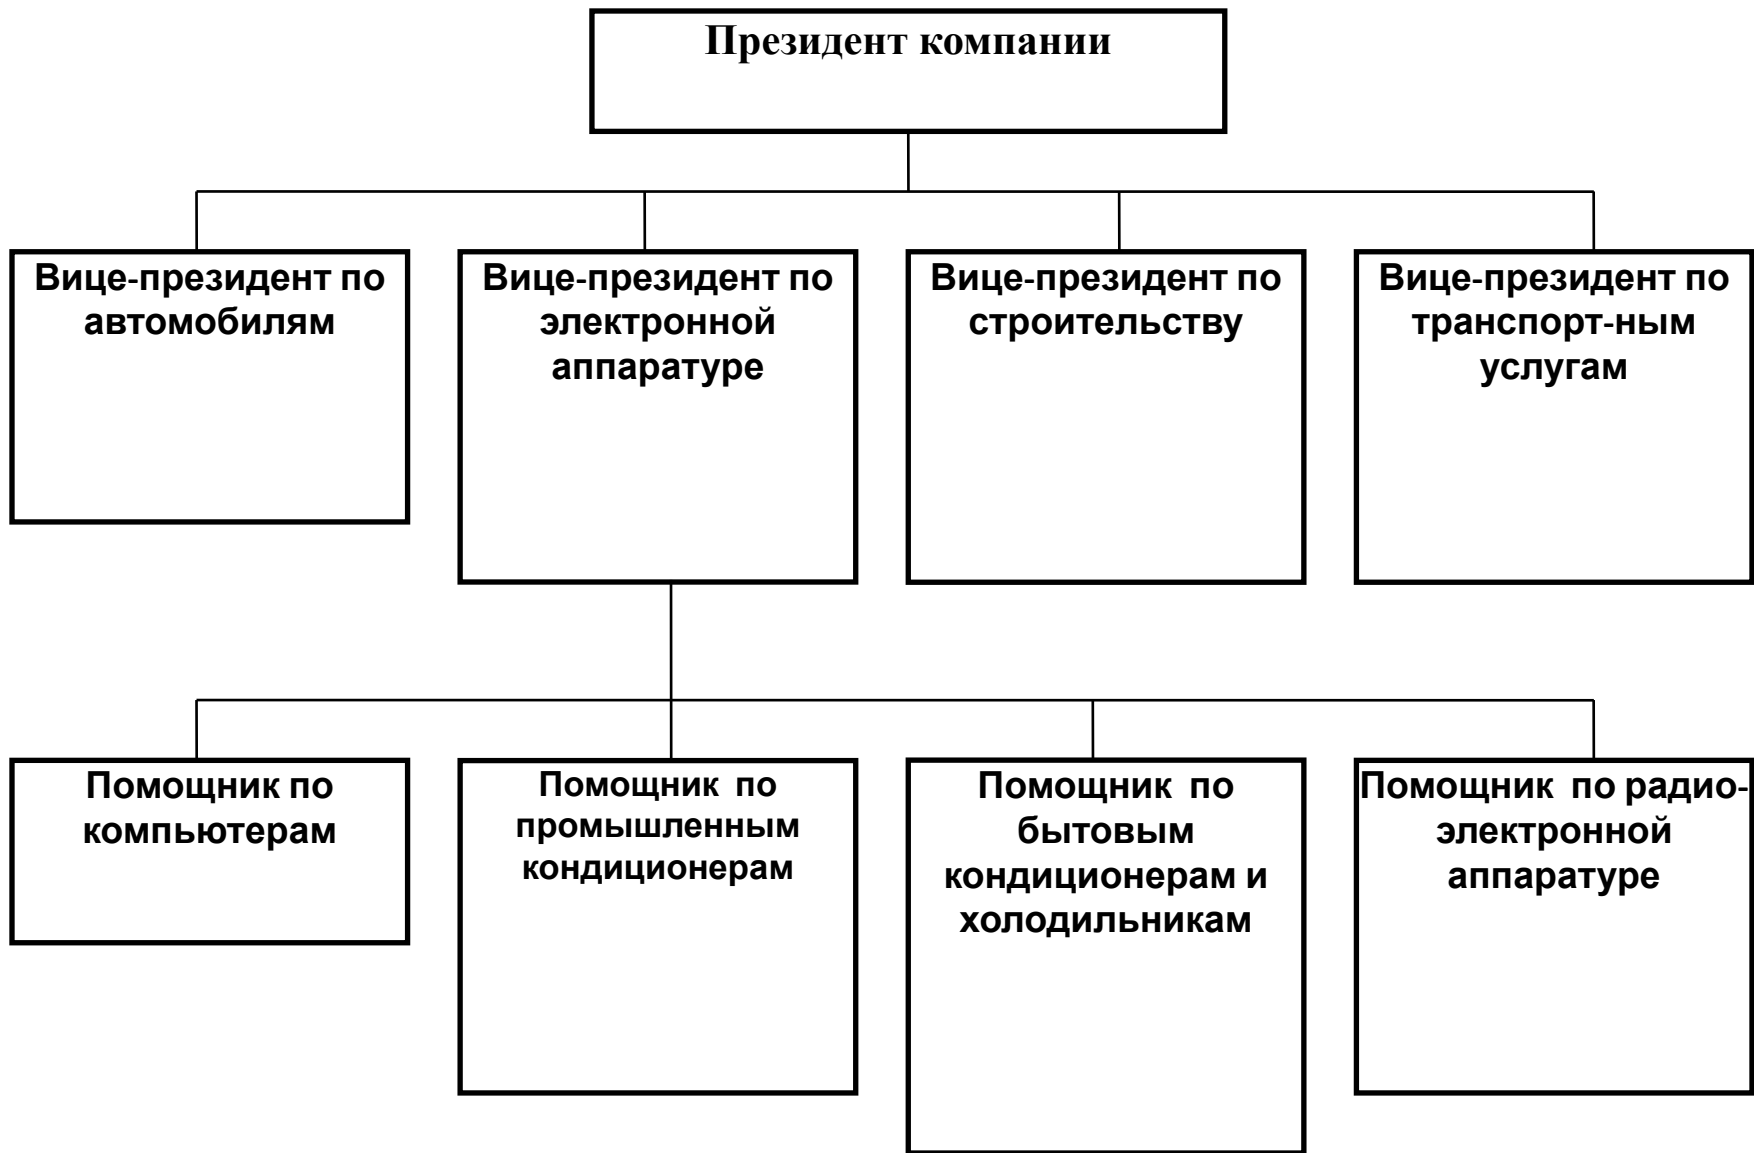 Президент компании
Вице-президент по
автомобилям
Вице-президент по
электронной
аппаратуре
Вице-президент по
строительству
Вице-президент по
транспорт-ным
услугам
Помощник по
компьютерам
Помощник по
промышленным
кондиционерам
Помощник по
бытовым
кондиционерам и
холодильникам
Помощник по радио-
электронной
аппаратуре